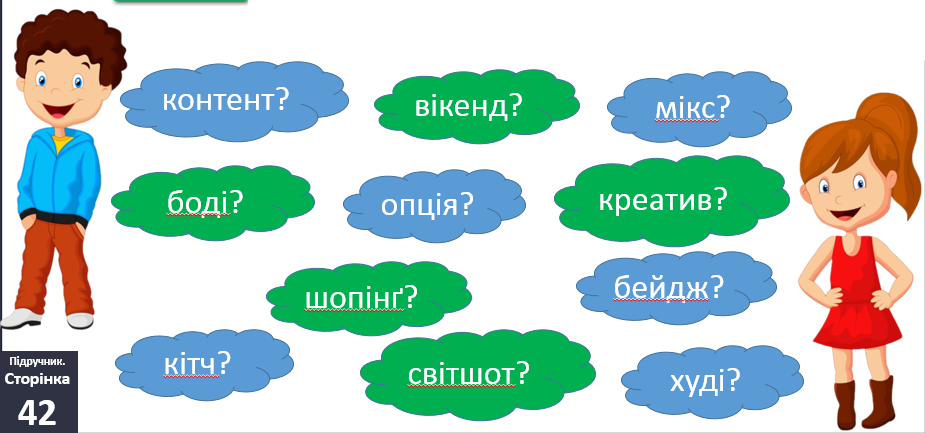 контент?
вікенд?
мікс?
боді?
опція?
креатив?
шопінґ?
бейдж?
кітч?
світшот?
худі?
Підручник.
Сторінка
42